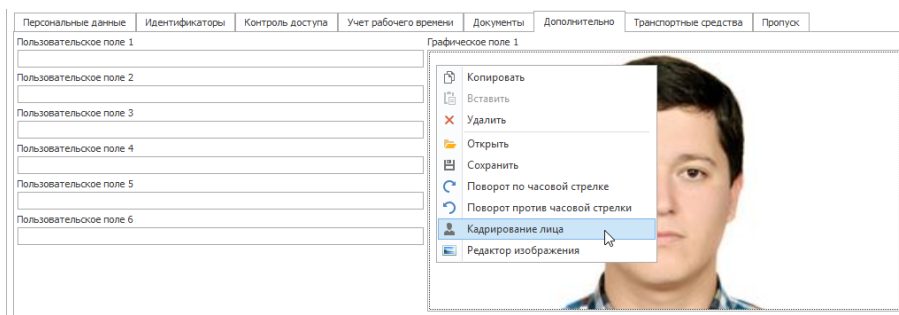 Персональные данные Идентификаторы Контроль доступа Учет рабочего времени Документы Дополнительно Транспортные средства Пропуск
Пользовательское поле 1
Пользовательское поле 2
Пользовательское поле 3
Пользовательское поле 4
Пользовательское поле 5
Пользовательское поле 6
Графическое поле 1
Копировать
Вставить
Удалить
Открыть
Сохранить
Поворот по часовой стрелке
Поворот против часовой стрелки
Кадрирование лица
Редактор изображения